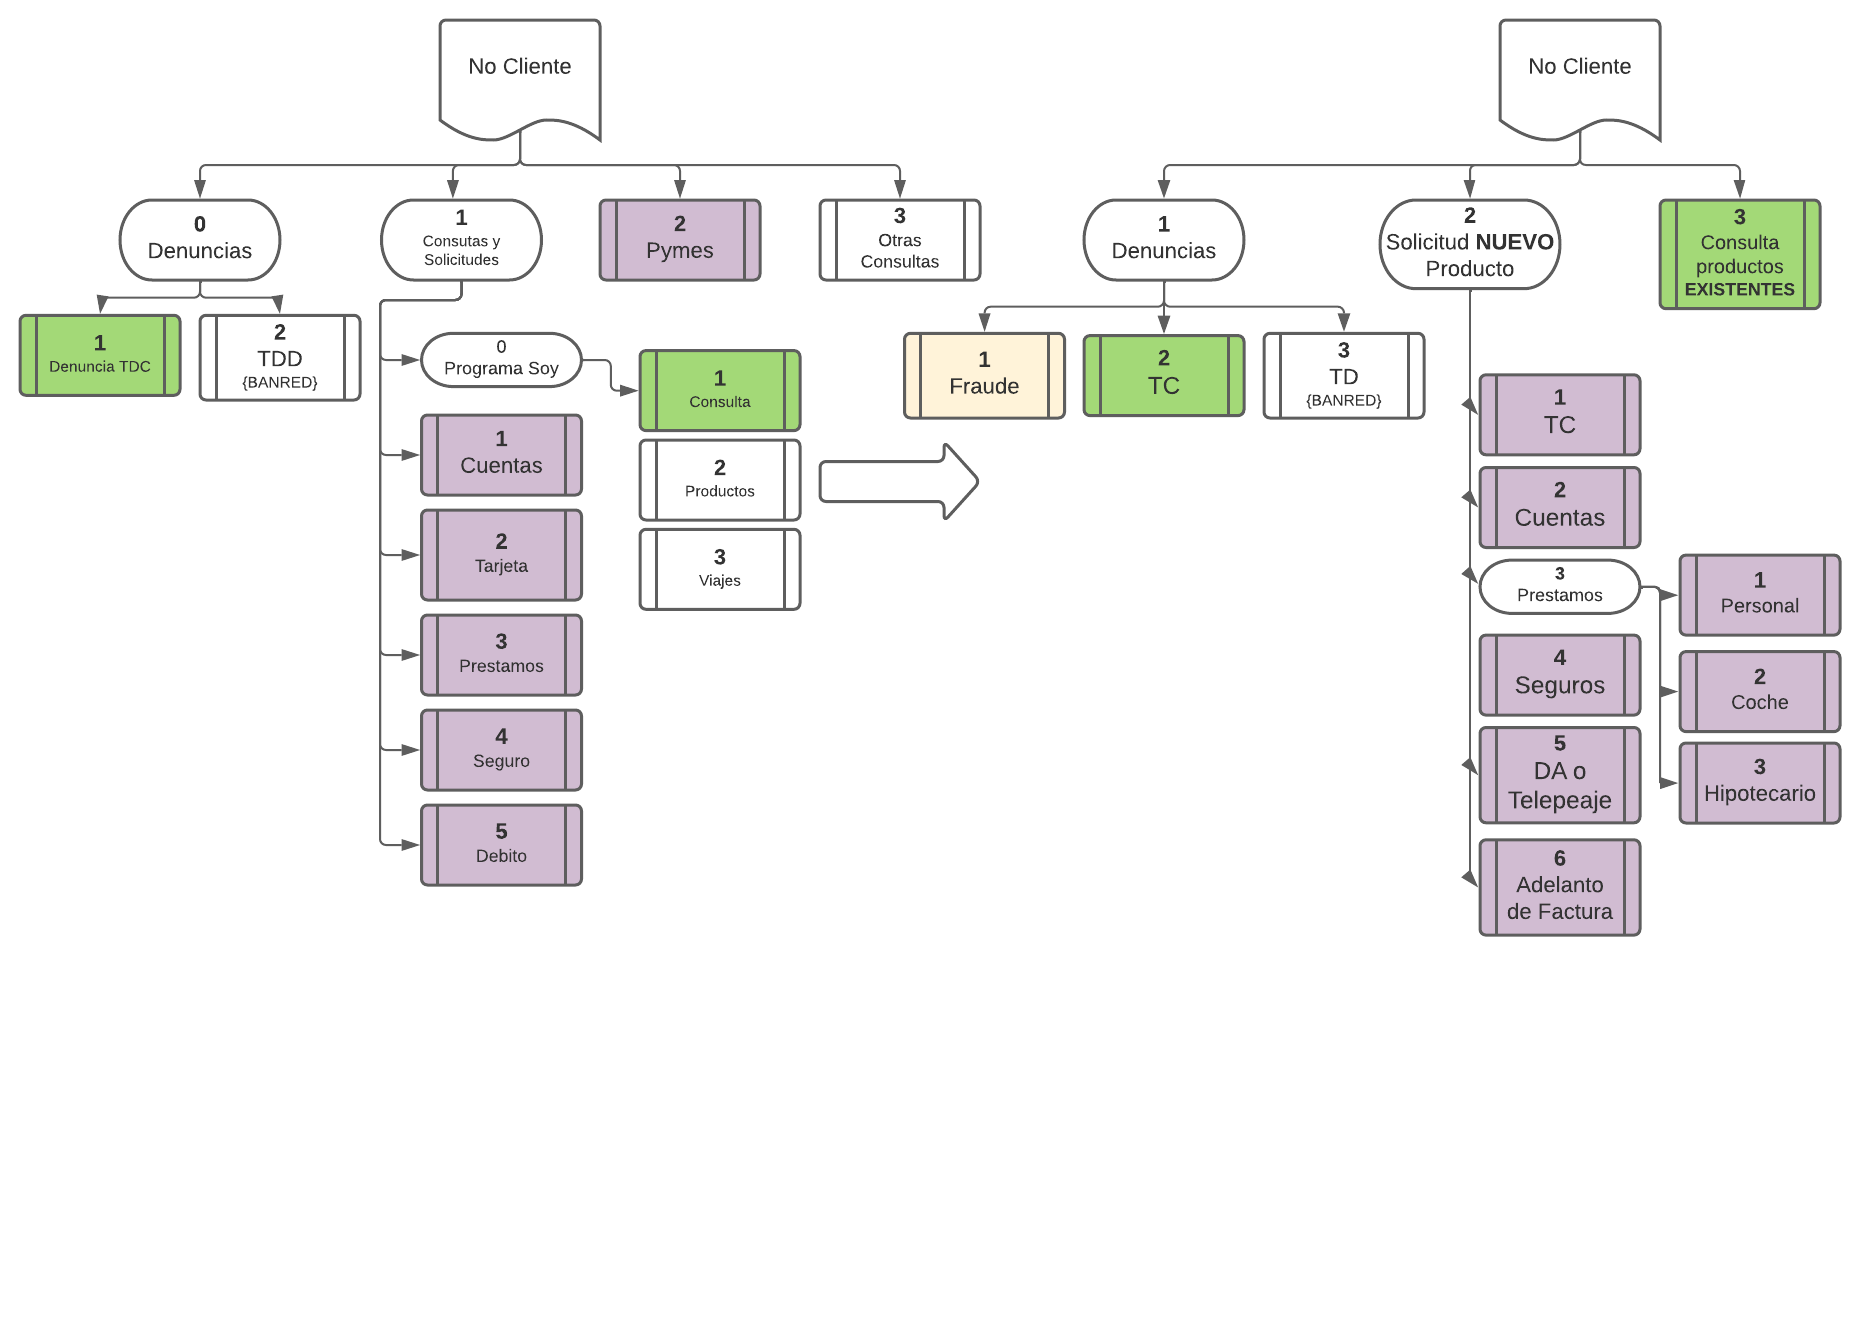 No Cliente
0
Denuncias
1
Consutas y
Solicitudes
2
Pymes
3
Otras
Consultas
1
Denuncia TDC
2
TDD
{BANRED}
0
Programa Soy
1
Cuentas
2
Tarjeta
3
Prestamos
4
Seguro
5
Debito
1
Consulta
2
Productos
3
Viajes
No Cliente
1
Denuncias
2
Solicitud NUEVO
Producto
3
Consulta
productos
EXISTENTES
1
Fraude
2
TC
3
TD
{BANRED}
1
TC
2
Cuentas
3
Prestamos
4
Seguros
5
DA o
Telepeaje
6
Adelanto
de Factura
1
Personal
2
Coche
3
Hipotecario